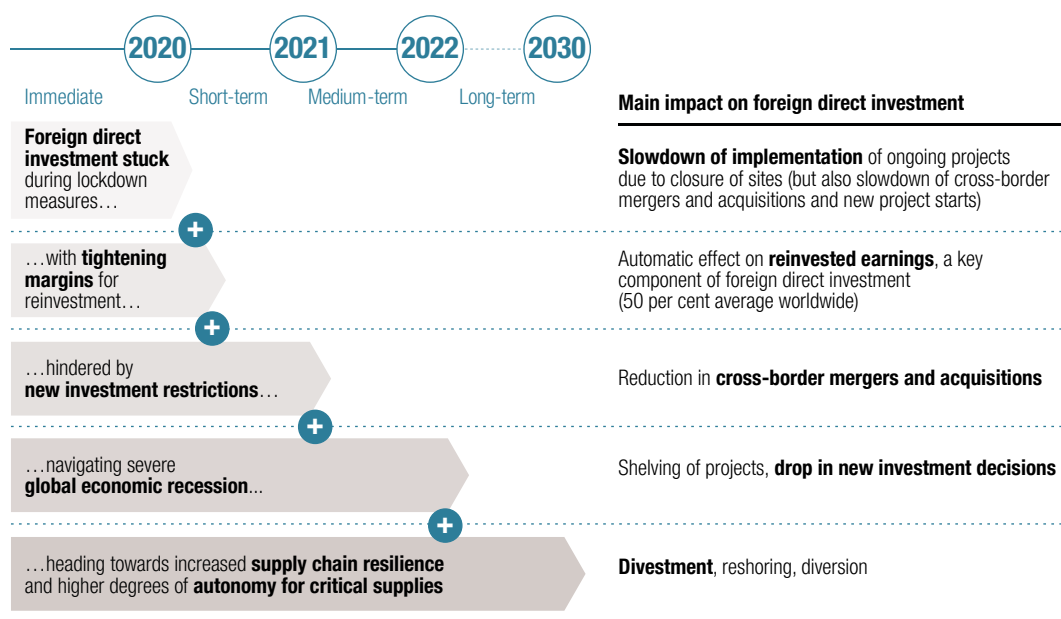 2020 2021 2022 2030
Immediate Short-term Medium-term Long-term
Main impact on foreign direct investment
Foreign direct
investment stuck
during lockdown
measures…
Slowdown of implementation of ongoing projects
due to closure of sites (but also slowdown of cross-border
mergers and acquisitions and new project starts)
+
…with tightening
margins for
reinvestment…
Automatic effect on reinvested earnings, a key
component of foreign direct investment
(50 per cent average worldwide)
+
…hindered by
new investment restrictions…
Reduction in cross-border mergers and acquisitions
+
…navigating severe
global economic recession...
Shelving of projects, drop in new investment decisions
+
…heading towards increased supply chain resilience
and higher degrees of autonomy for critical supplies
Divestment, reshoring, diversion